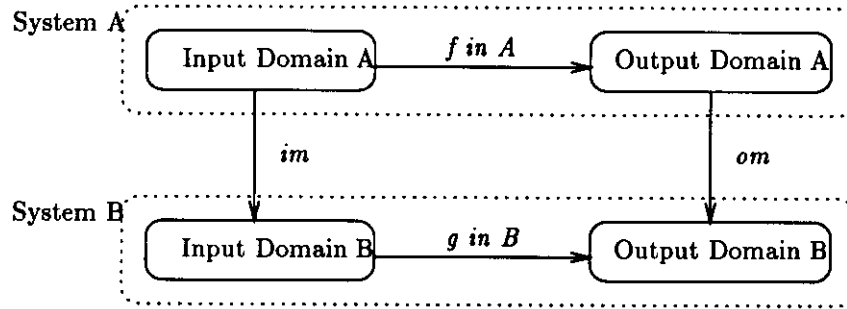 System A
Input Domain A
f in A
Output Domain A
im
om
System B
Input Domain B
g in B
Output Domain B